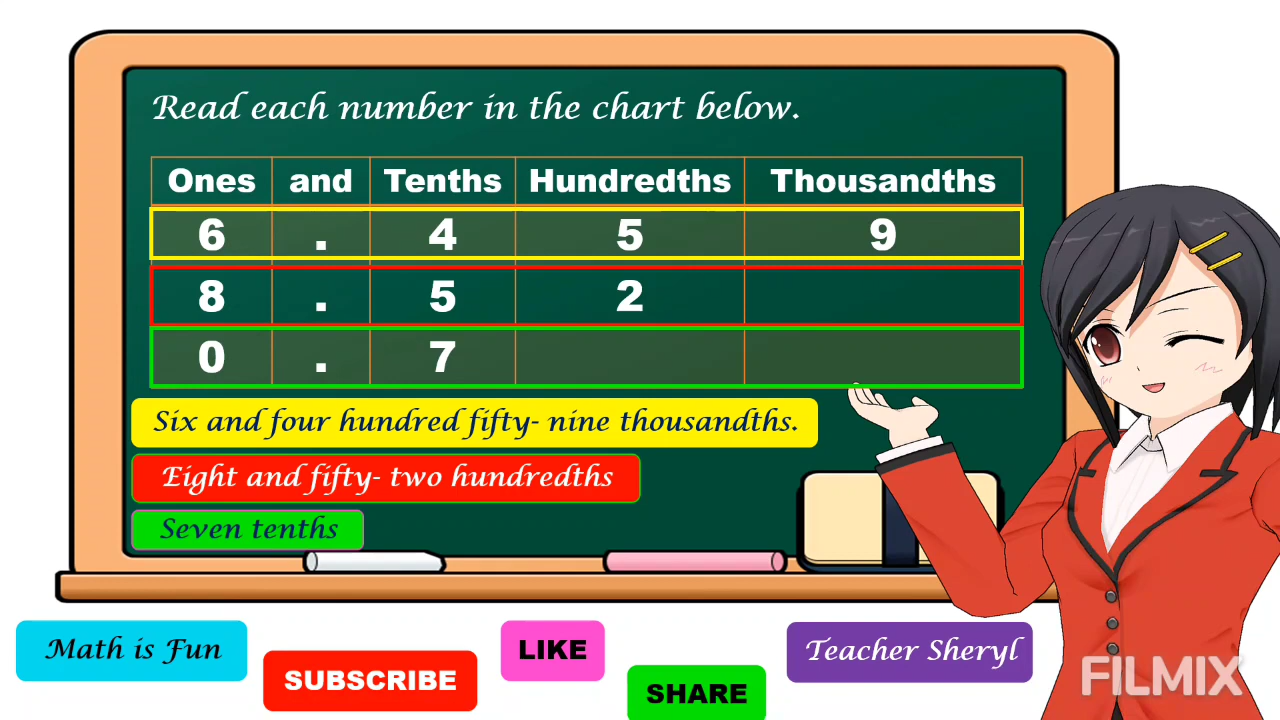 Read each number in the chart below.
Ones and Tenths Hundredths Thousandths
6 . 4 5 9
8 . 5 2
0 . 7
Six and four hundred fifty- nine thousandths.
Eight and fifty- two hundredths
Seven tenths
Math is Fun
SUBSCRIBE
LIKE
SHARE
Teacher Sheryl
FILMIX